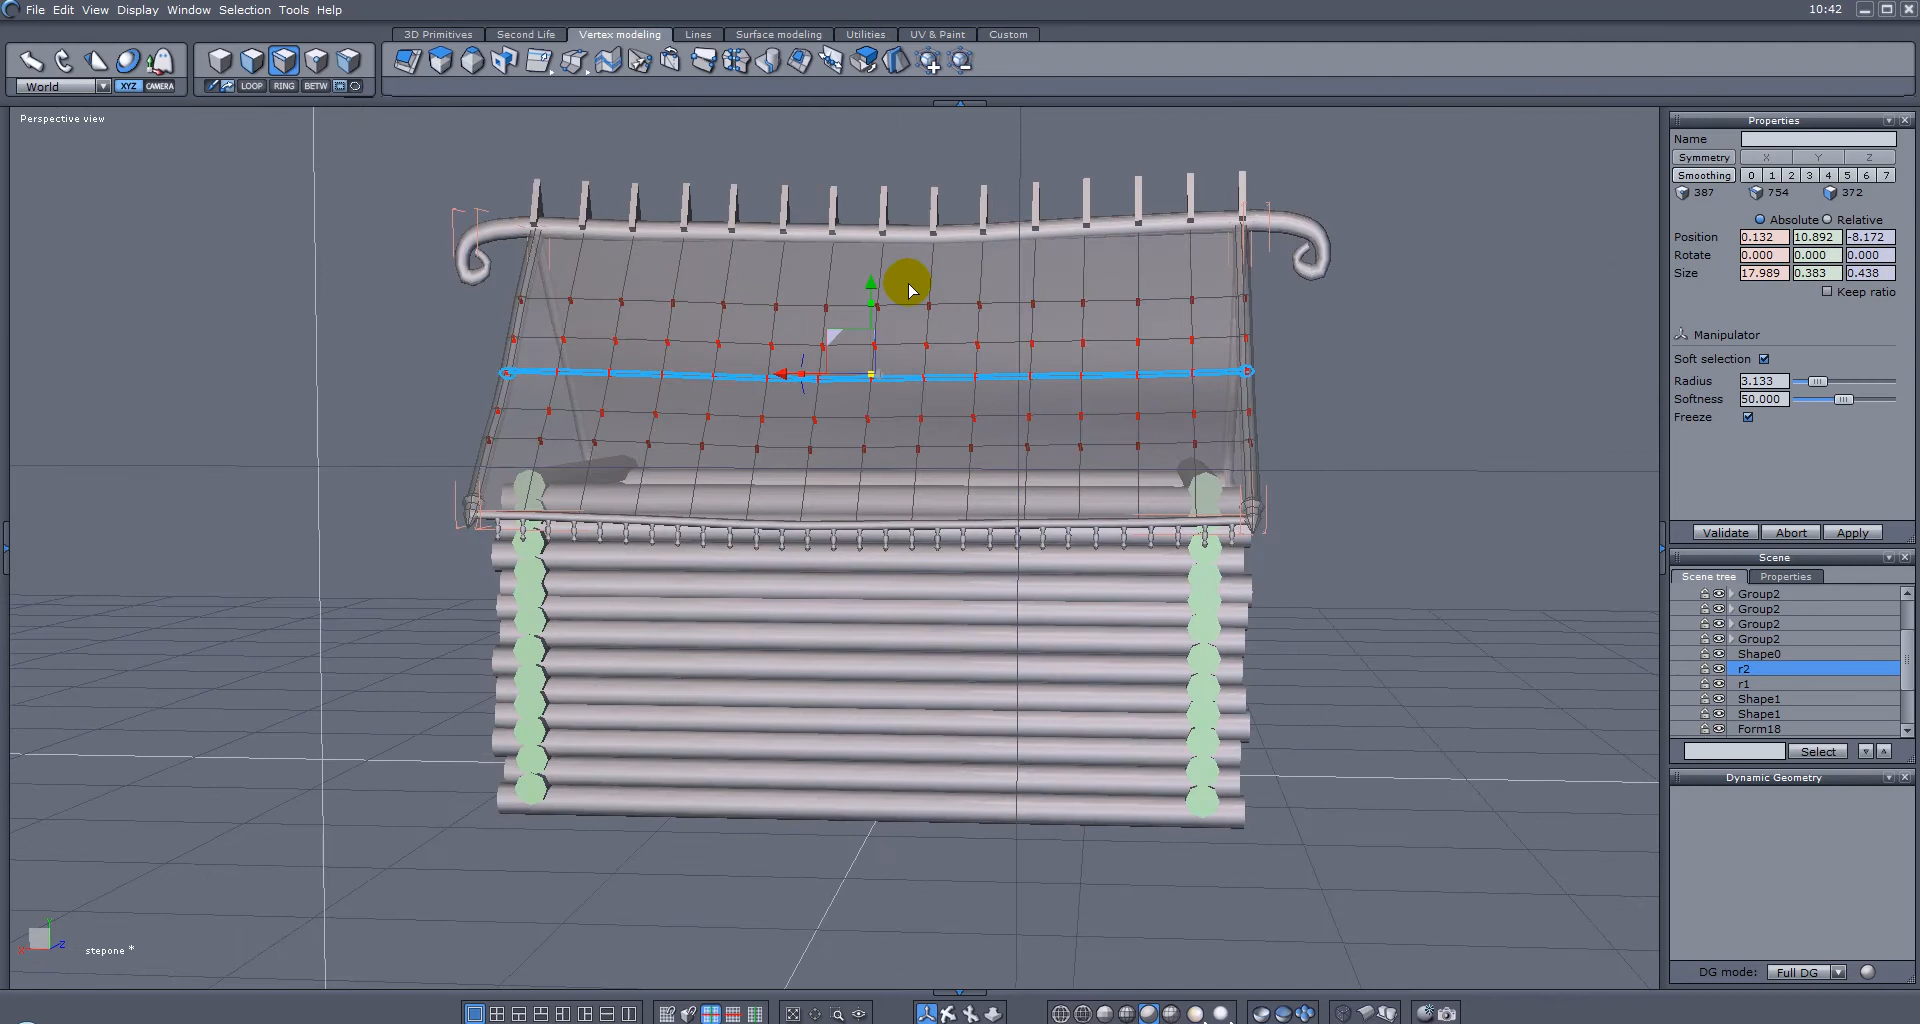 File Edit View Display Window Selection Tools Help
10:42
3D Primitives Second Life Vertex modeling Lines Surface modeling Utilities UV & Paint Custom
World XYZ CAMERA LOOP RING BETW
Perspective view
Properties
Name
Symmetry X Y Z
Smoothing 0 1 2 3 4 5 6 7
387 754 372
Absolute Relative
Position 0.132 10.892 -8.172
Rotate 0.000 0.000 0.000
Size 17.989 0.383 0.438
Keep ratio
Manipulator
Soft selection
Radius 3.133
Softness 50.000
Freeze
Validate Abort Apply
Scene
Scene tree Properties
Group2
Group2
Group2
Group2
Shape0
r2
r1
Shape1
Shape1
Form18
Select
Dynamic Geometry
Y
X Z
stepone *
DG mode: Full DG